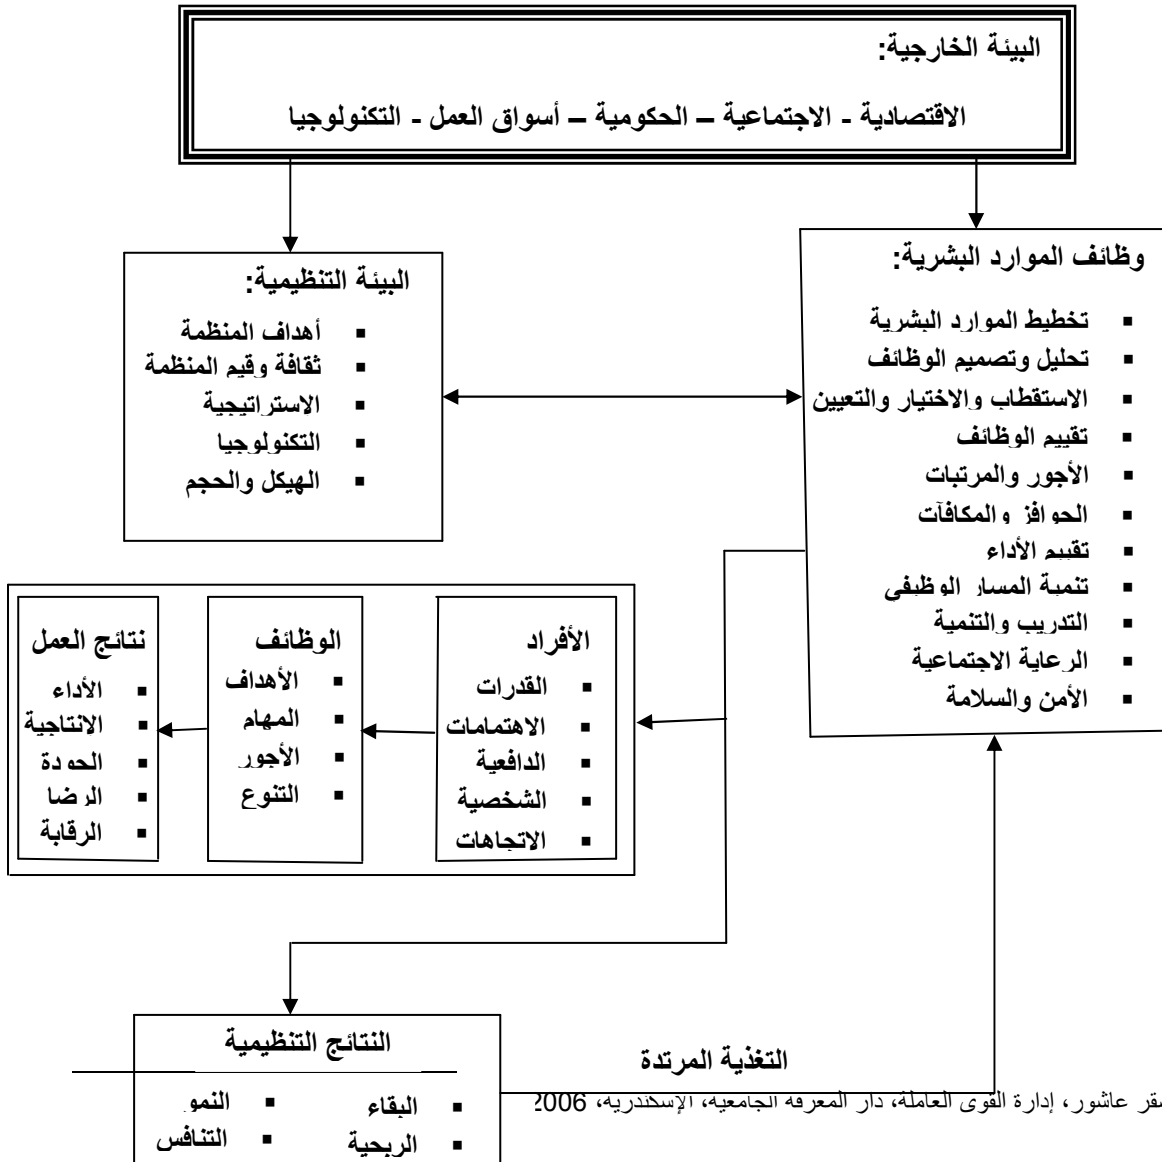 البيئة الخارجية:
الاقتصادية - الاجتماعية – الحكومية – أسواق العمل - التكنولوجيا
وظائف الموارد البشرية:
▪ تخطيط الموارد البشرية
▪ تحليل وتصميم الوظائف
▪ الاستقطاب والاختيار والتعيين
▪ تقييم الوظائف
▪ الأجور والمرتبات
▪ الحوافز والمكافآت
▪ تقييم الأداء
▪ تنمية المسار الوظيفي
▪ التدريب والتنمية
▪ الرعاية الاجتماعية
▪ الأمن والسلامة
البيئة التنظيمية:
▪ أهداف المنظمة
▪ ثقافة وقيم المنظمة
▪ الاستراتيجية
▪ التكنولوجيا
▪ الهيكل والحجم
الأفراد
▪ القدرات
▪ الاهتمامات
▪ الدافعية
▪ الشخصية
▪ الاتجاهات
الوظائف
▪ الأهداف
▪ المهام
▪ الأجور
▪ التنوع
نتائج العمل
▪ الأداء
▪ الانتاجية
▪ الجودة
▪ الرضا
▪ الرقابة
النتائج التنظيمية
▪ البقاء ▪ النمو
▪ الربحية ▪ التنافس
التغذية المرتدة
عاشور، إدارة القوى العاملة، دار المعرفة الجامعية، الإسكندرية، 2006